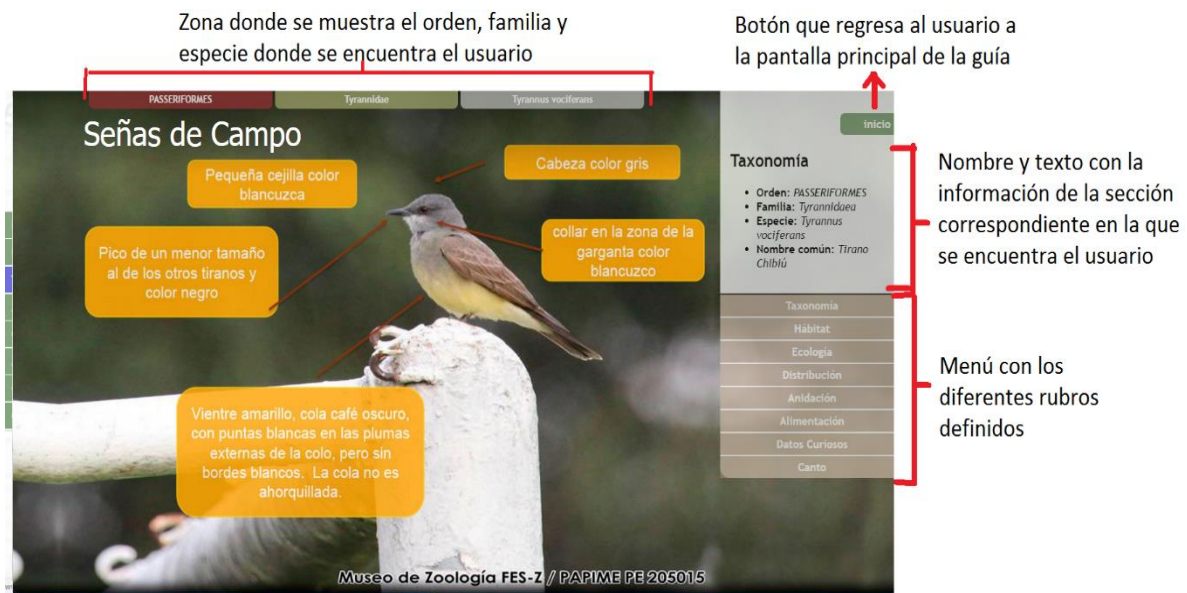 Zona donde se muestra el orden, familia y
especie donde se encuentra el usuario
Botón que regresa al usuario a
la pantalla principal de la guía
PASSERIFORMES
Tyrannidae
Tyrannus vociferans
inicio
Señas de Campo
Pequeña cejilla color
blancuzca
Cabeza color gris
Pico de un menor tamaño
al de los otros tiranos y
color negro
collar en la zona de la
garganta color
blancuzco
Vientre amarillo, cola café oscuro,
con puntas blancas en las plumas
externas de la colo, pero sin
bordes blancos. La cola no es
ahorquillada.
Taxonomía
• Orden: PASSERIFORMES
• Familia: Tyrannidaea
• Especie: Tyrannus
vociferans
• Nombre común: Tirano
Chibiú
Nombre y texto con la
información de la sección
correspondiente en la que
se encuentra el usuario
Taxonomía
Hábitat
Ecología
Distribución
Anidación
Alimentación
Datos Curiosos
Canto
Menú con los
diferentes rubros
definidos
Museo de Zoología FES-Z / PAPIME PE 205015